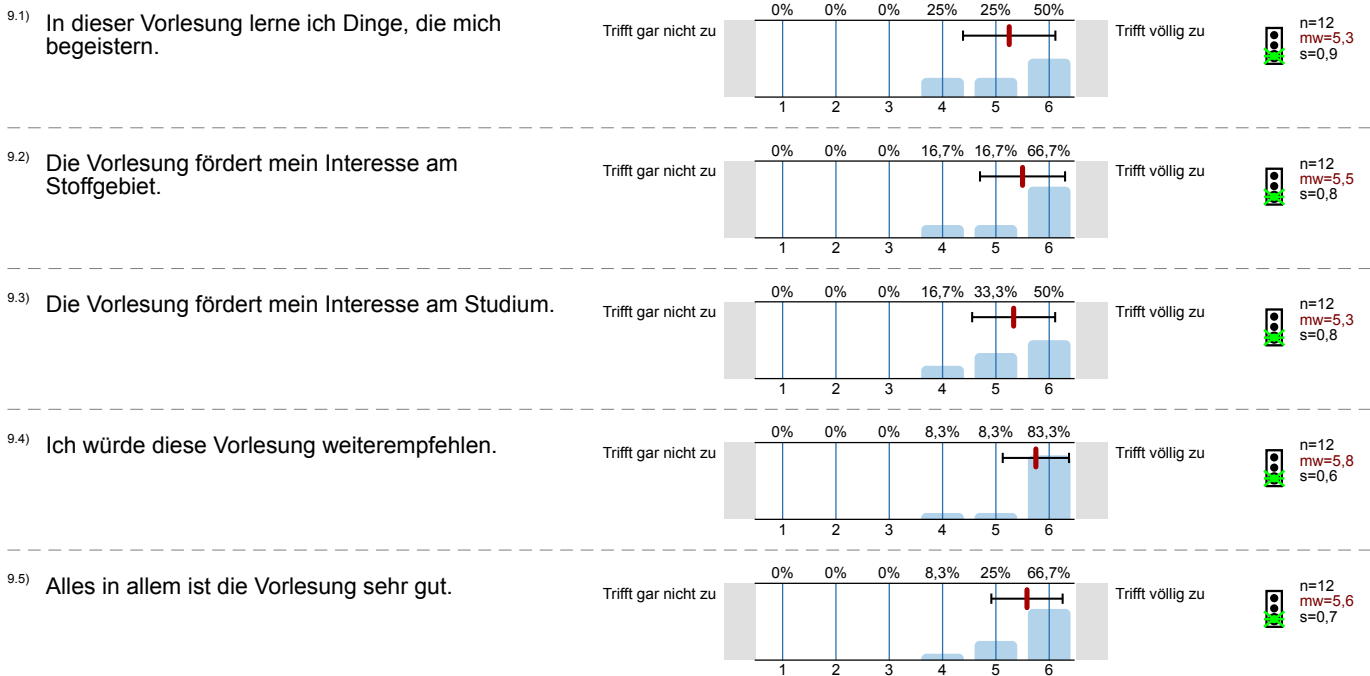 9.1) In dieser Vorlesung lerne ich Dinge, die mich
begeistern.
Trifft gar nicht zu
0% 0% 0% 25% 25% 50%
1 2 3 4 5 6
Trifft völlig zu
n=12
mw=5,3
s=0,9
9.2) Die Vorlesung fördert mein Interesse am
Stoffgebiet.
Trifft gar nicht zu
0% 0% 0% 16,7% 16,7% 66,7%
1 2 3 4 5 6
Trifft völlig zu
n=12
mw=5,5
s=0,8
9.3) Die Vorlesung fördert mein Interesse am Studium.
Trifft gar nicht zu
0% 0% 0% 16,7% 33,3% 50%
1 2 3 4 5 6
Trifft völlig zu
n=12
mw=5,3
s=0,8
9.4) Ich würde diese Vorlesung weiterempfehlen.
Trifft gar nicht zu
0% 0% 0% 8,3% 8,3% 83,3%
1 2 3 4 5 6
Trifft völlig zu
n=12
mw=5,8
s=0,6
9.5) Alles in allem ist die Vorlesung sehr gut.
Trifft gar nicht zu
0% 0% 0% 8,3% 25% 66,7%
1 2 3 4 5 6
Trifft völlig zu
n=12
mw=5,6
s=0,7